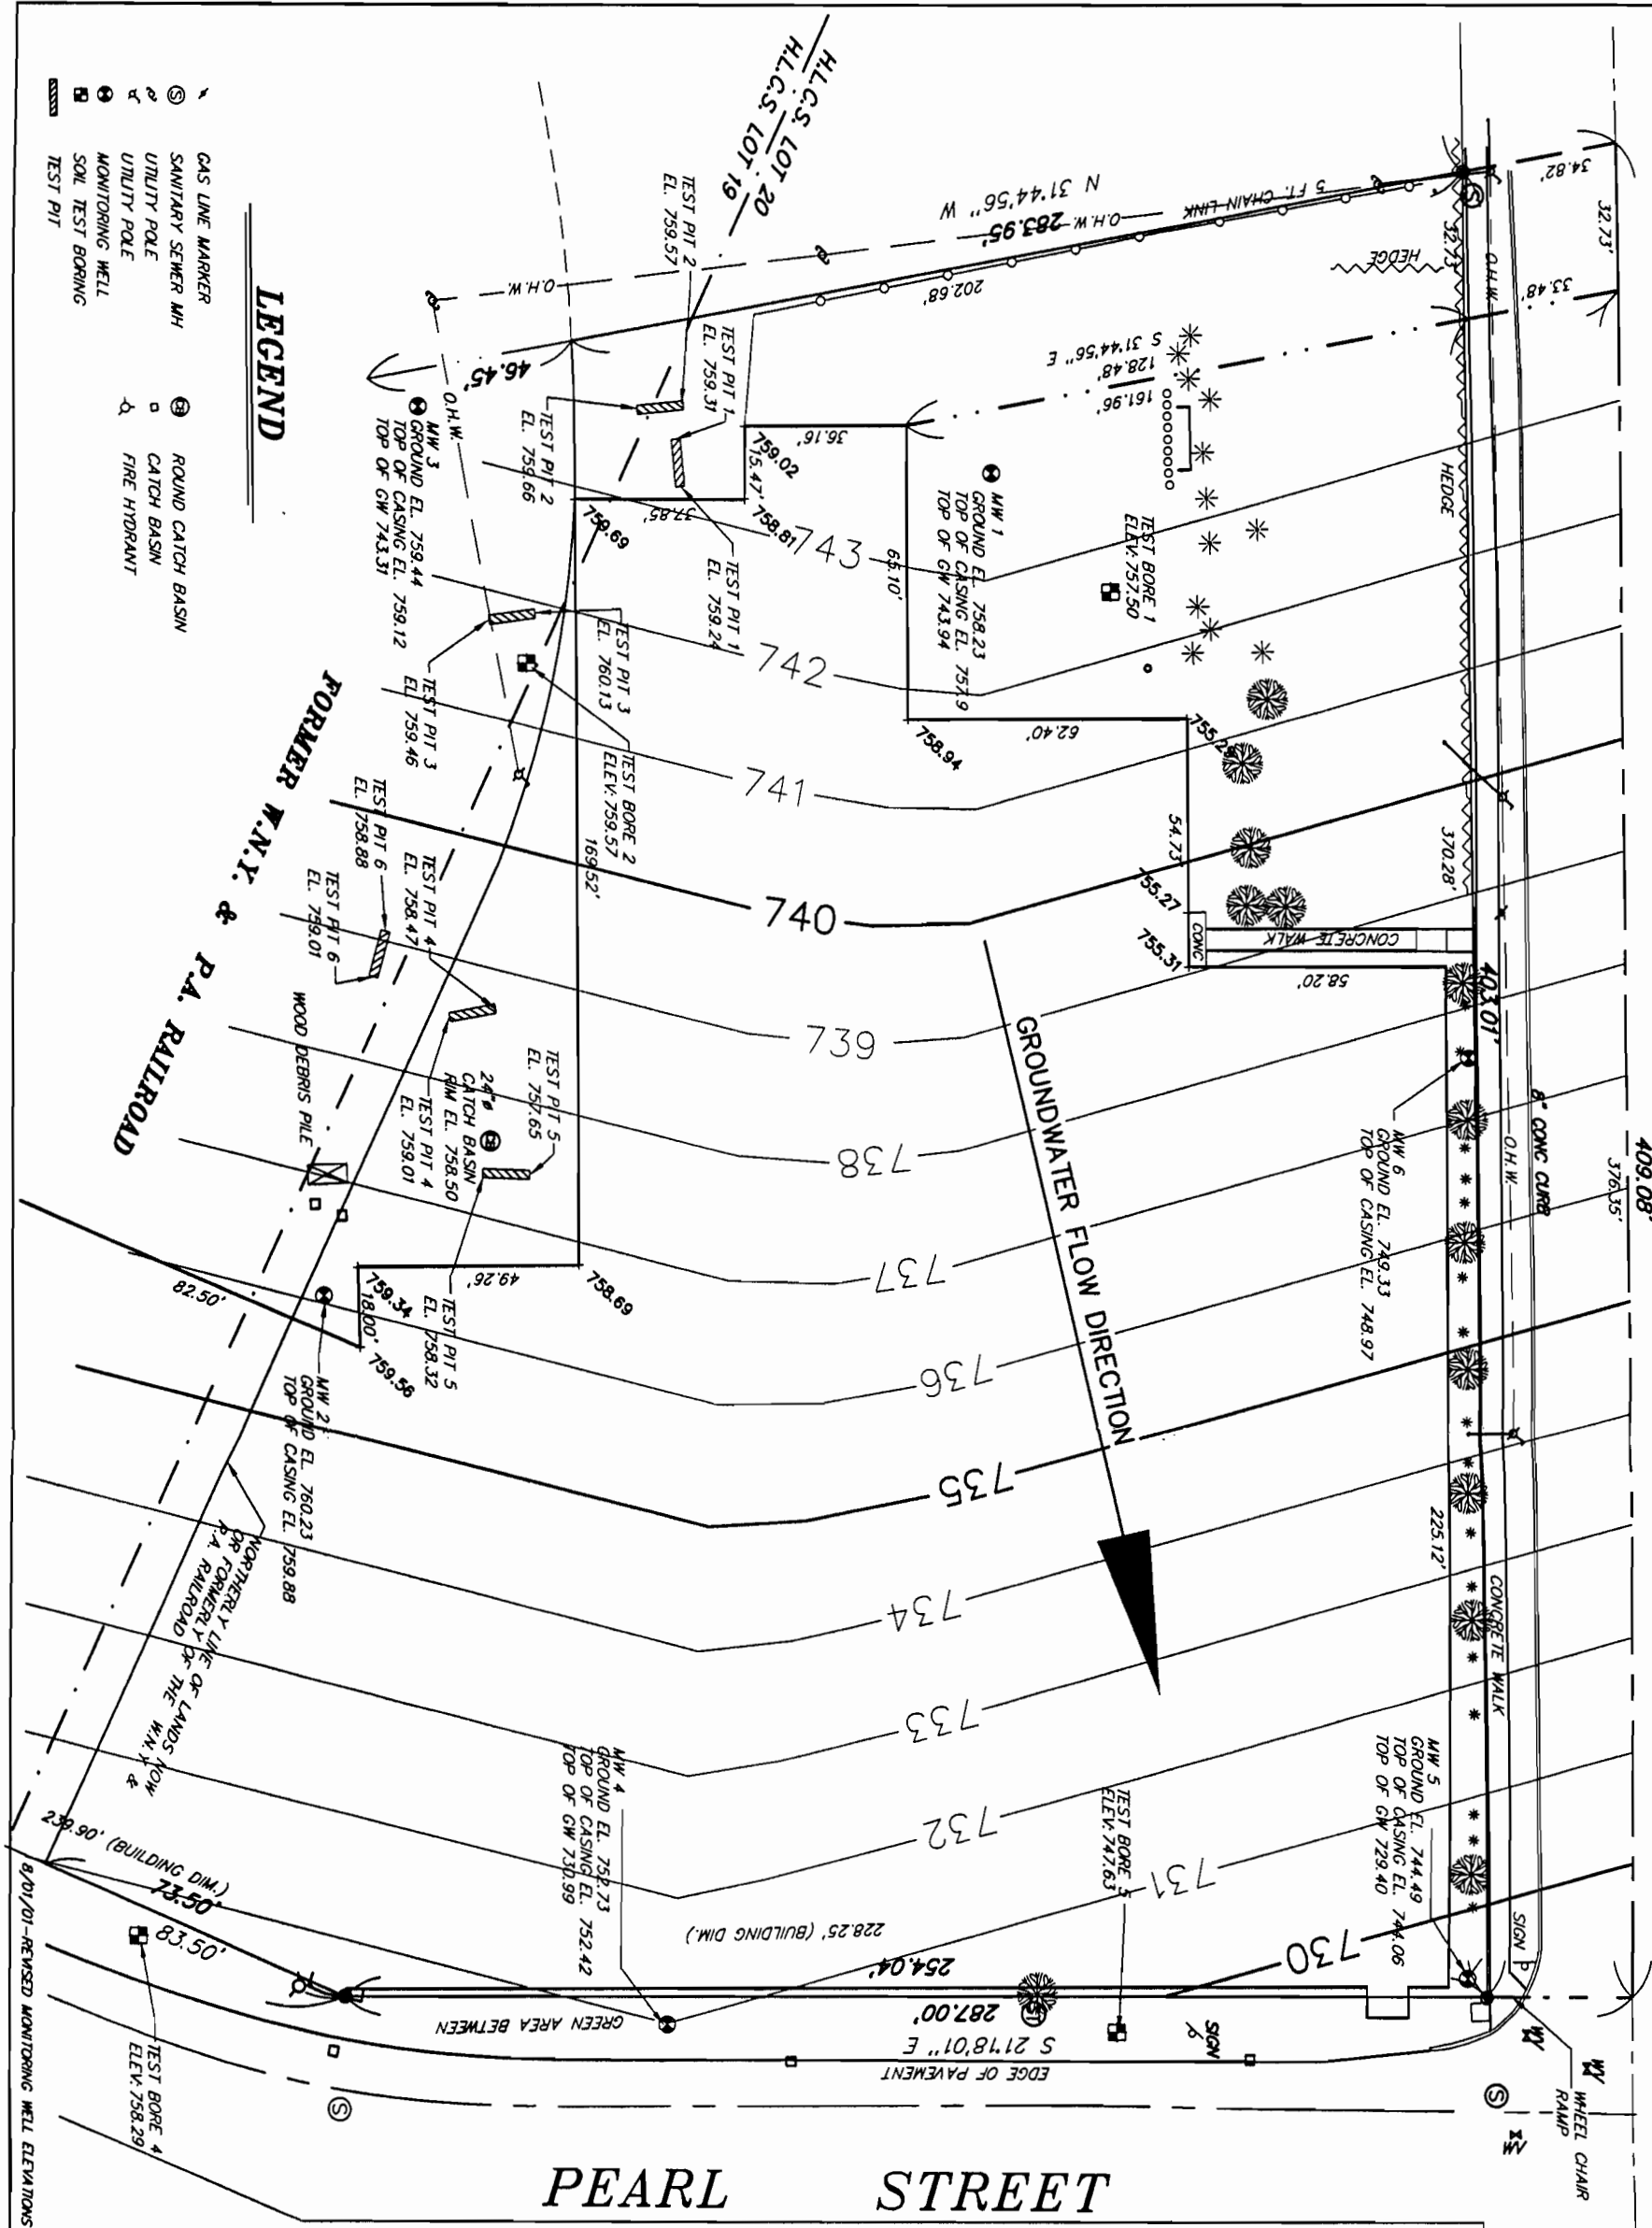 H.L.C.S. LOT 20
H.L.C.S. LOT 19
N 31°44'56" W
283.95'
O.H.W.
5 FT. CHAIN LINK
34.82'
32.73'
32.73'
33.48'
HEDGE
O.H.W.
202.68'
O.H.W.
S 31°44'56" E
128.48'
161.96'
TEST PIT 2
EL. 759.57
TEST PIT 1
EL. 759.31
46.45'
O.H.W.
TEST PIT 2
EL. 759.66
36.16'
759.02
15.47'
758.81
37.85'
759.69
MW 3
GROUND EL. 759.44
TOP OF CASING EL. 759.12
TOP OF GW 743.31
MW 1
GROUND EL. 758.23
TOP OF CASING EL. 757.9
TOP OF GW 743.94
TEST BORE 1
ELEV: 757.50
HEDGE
743
65.10'
TEST PIT 1
EL. 759.24
TEST PIT 3
EL. 760.13
TEST PIT 3
EL. 759.46
742
758.94
62.40'
TEST BORE 2
ELEV: 759.57
741
54.73'
370.28'
TEST PIT 6
EL. 758.88
TEST PIT 4
EL. 758.47
169.52'
740
755.27
755.31
CONC
CONCRETE WALK
58.20'
403.01'
TEST PIT 6
EL. 759.01
739
GROUNDWATER FLOW DIRECTION
WOOD DEBRIS PILE
24"ø
CATCH BASIN
RIM EL. 758.50
TEST PIT 5
EL. 757.65
TEST PIT 4
EL. 759.01
738
MW 6
GROUND EL. 749.33
TOP OF CASING EL. 748.97
O.H.W.
8" CONC CURB
409.08'
376.35'
737
82.50'
759.34
18.00'
759.56
49.26'
758.69
TEST PIT 5
EL. 758.32
736
MW 2
GROUND EL. 760.23
TOP OF CASING EL. 759.88
735
225.12'
NORTHERLY LINE OF LANDS NOW
OR FORMERLY OF THE W.N.Y. &
P.A. RAILROAD
734
CONCRETE WALK
733
MW 4
GROUND EL. 752.73
TOP OF CASING EL. 752.42
TOP OF GW 730.99
TEST BORE 5
ELEV: 747.63
MW 5
GROUND EL. 744.49
TOP OF CASING EL. 744.06
TOP OF GW 729.40
732
731
730
SIGN
239.90' (BUILDING DIM.)
73.50'
83.50'
228.25' (BUILDING DIM.)
254.04'
287.00'
S 21°18'01" E
GREEN AREA BETWEEN
EDGE OF PAVEMENT
ST
SIGN
WV
WV
WV
WHEEL CHAIR
RAMP
S
S
S
TEST BORE 4
ELEV: 758.29
PEARL STREET
FORMER W.N.Y. & P.A. RAILROAD
LEGEND
GAS LINE MARKER
S SANITARY SEWER MH
UTILITY POLE
UTILITY POLE
MONITORING WELL
SOIL TEST BORING
TEST PIT
CB ROUND CATCH BASIN
CATCH BASIN
FIRE HYDRANT
8/01/01-REVISED MONITORING WELL ELEVATIONS